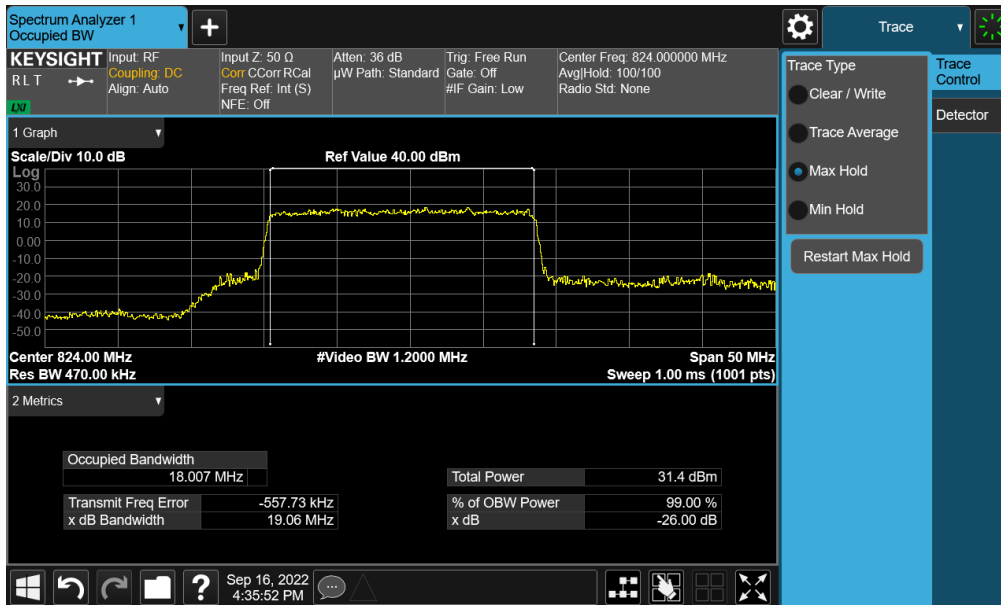 Spectrum Analyzer 1
Occupied BW
+
Trace
KEYSIGHT
R L T
LXI
Input: RF
Coupling: DC
Align: Auto
Input Z: 50 Ω
Corr CCorr RCal
Freq Ref: Int (S)
NFE: Off
Atten: 36 dB
µW Path: Standard
Trig: Free Run
Gate: Off
#IF Gain: Low
Center Freq: 824.000000 MHz
Avg|Hold: 100/100
Radio Std: None
Trace Type
Clear / Write
Trace Average
Max Hold
Min Hold
Restart Max Hold
Trace
Control
Detector
1 Graph
Scale/Div 10.0 dB
Ref Value 40.00 dBm
Log
30.0
20.0
10.0
0.00
-10.0
-20.0
-30.0
-40.0
-50.0
Center 824.00 MHz
#Video BW 1.2000 MHz
Span 50 MHz
Res BW 470.00 kHz
Sweep 1.00 ms (1001 pts)
2 Metrics
Occupied Bandwidth
18.007 MHz
Total Power 31.4 dBm
Transmit Freq Error -557.73 kHz
% of OBW Power 99.00 %
x dB Bandwidth 19.06 MHz
x dB -26.00 dB
?
Sep 16, 2022
4:35:52 PM